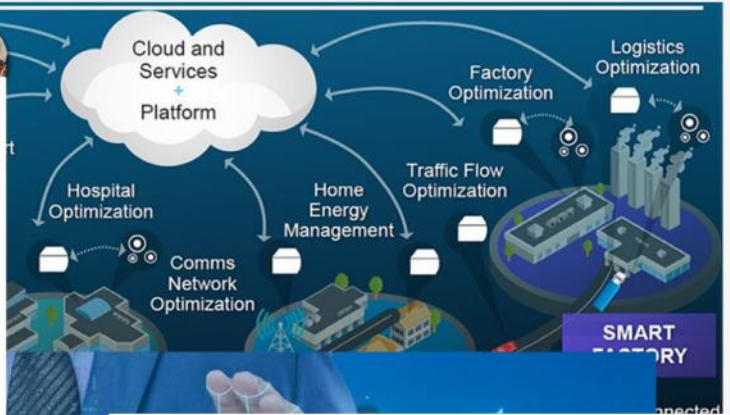 Cloud and
Services
+
Platform
Logistics
Optimization
Factory
Optimization
Traffic Flow
Optimization
Hospital
Optimization
Home
Energy
Management
Comms
Network
Optimization
SMART
FACTORY